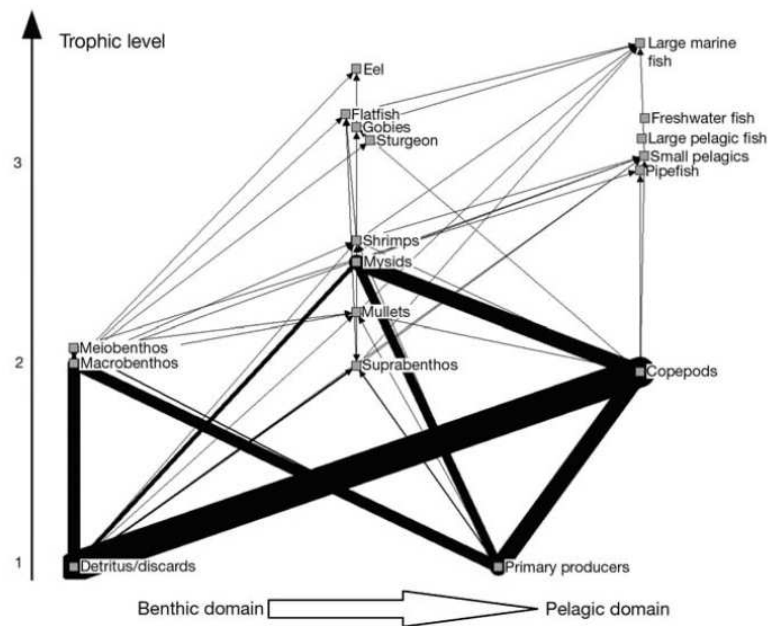 Trophic level
Large marine
fish
Eel
Flatfish
Freshwater fish
Gobies
Sturgeon
Large pelagic fish
3
Small pelagics
Pipefish
Shrimps
Mysids
Mullets
Meiobenthos
2
Macrobenthos
Suprabenthos
Copepods
1
Detritus/discards
Primary producers
Benthic domain
Pelagic domain